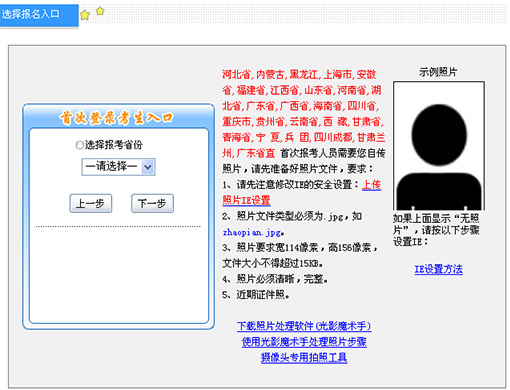 选择报名入口
首次登录考生入口
选择报考省份
—请选择—
上一步
下一步
河北省,内蒙古,黑龙江,上海市,安徽
省,福建省,江西省,山东省,河南省,湖
北省,广东省,广西省,海南省,四川省,
重庆市,贵州省,云南省,西 藏,甘肃省,
青海省,宁 夏,兵 团,四川成都,甘肃兰
州,广东省直 首次报考人员需要您自传
照片,请先准备好照片文件,要求:
1、请先注意修改IE的安全设置:上传
照片IE设置
2、照片文件类型必须为.jpg,如
zhaopian.jpg。
3、照片要求宽114像素,高156像素,
文件大小不得超过15KB。
4、照片必须清晰,完整。
5、近期证件照。
下载照片处理软件(光影魔术手)
使用光影魔术手处理照片步骤
摄像头专用拍照工具
示例照片
如果上面显示“无照
片”,请按以下步骤
设置IE:
IE设置方法